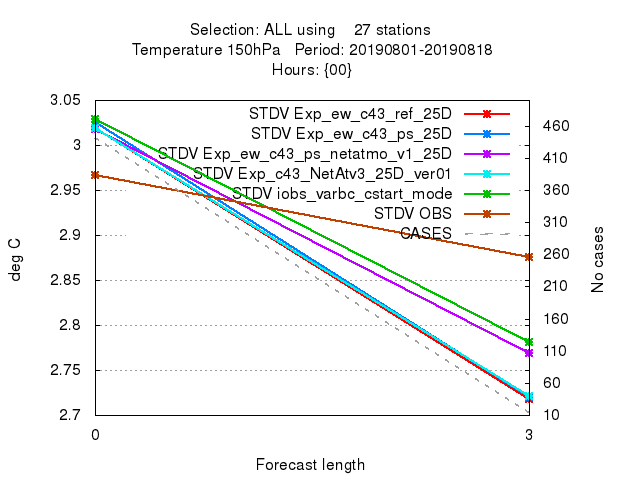 Selection: ALL using    27 stations
Temperature 150hPa   Period: 20190801-20190818
Hours: {00}
3.05
3
2.95
2.9
2.85
2.8
2.75
2.7
deg C
STDV Exp_ew_c43_ref_25D
STDV Exp_ew_c43_ps_25D
STDV Exp_ew_c43_ps_netatmo_v1_25D
STDV Exp_c43_NetAtv3_25D_ver01
STDV iobs_varbc_cstart_mode
STDV OBS
CASES
460
410
360
310
260
210
160
110
60
10
No cases
0
3
Forecast length